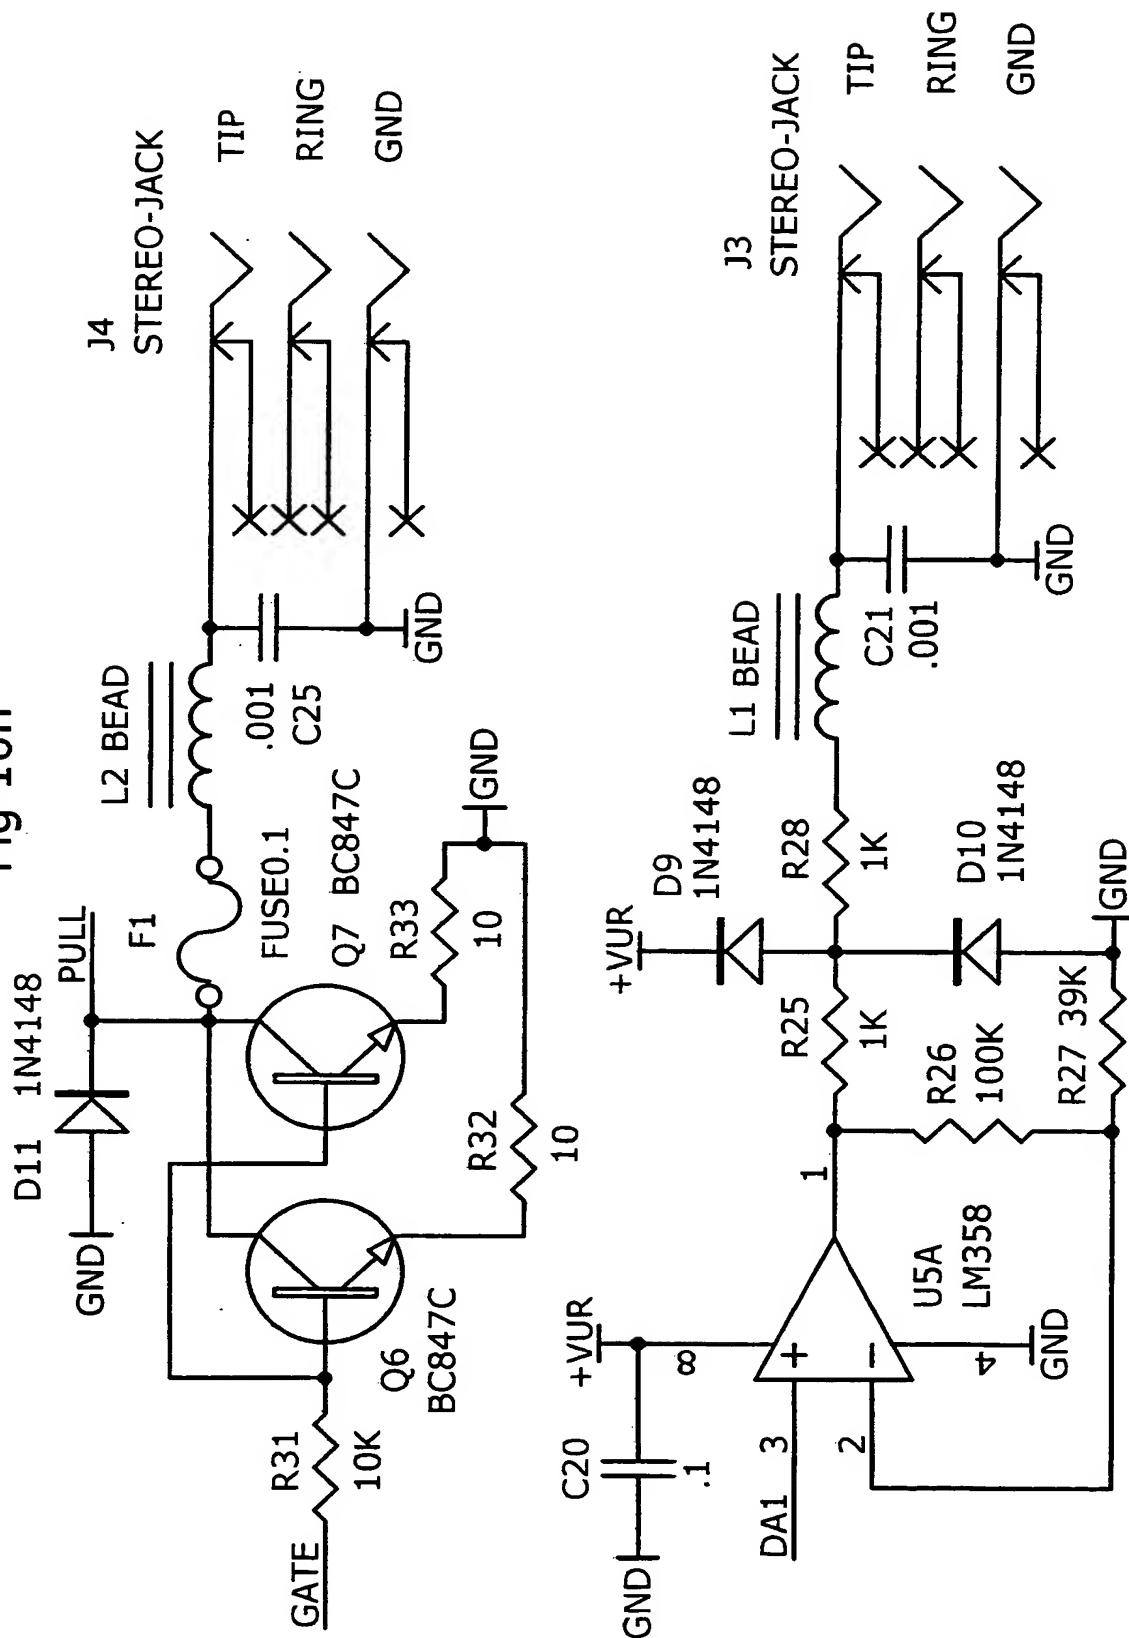 Fig 10H
D11 1N4148
GND
PULL
F1
FUSE0.1
L2 BEAD
.001
C25
GND
J4
STEREO-JACK
TIP
RING
GND
GATE
R31
10K
Q6
BC847C
Q7 BC847C
R33
10
R32
10
GND
GND
C20
.1
+VUR
8
DA1
3
2
4
GND
U5A
LM358
1
R25
1K
R26
100K
R27 39K
GND
+VUR
D9
1N4148
D10
1N4148
R28
1K
L1 BEAD
C21
.001
GND
J3
STEREO-JACK
TIP
RING
GND